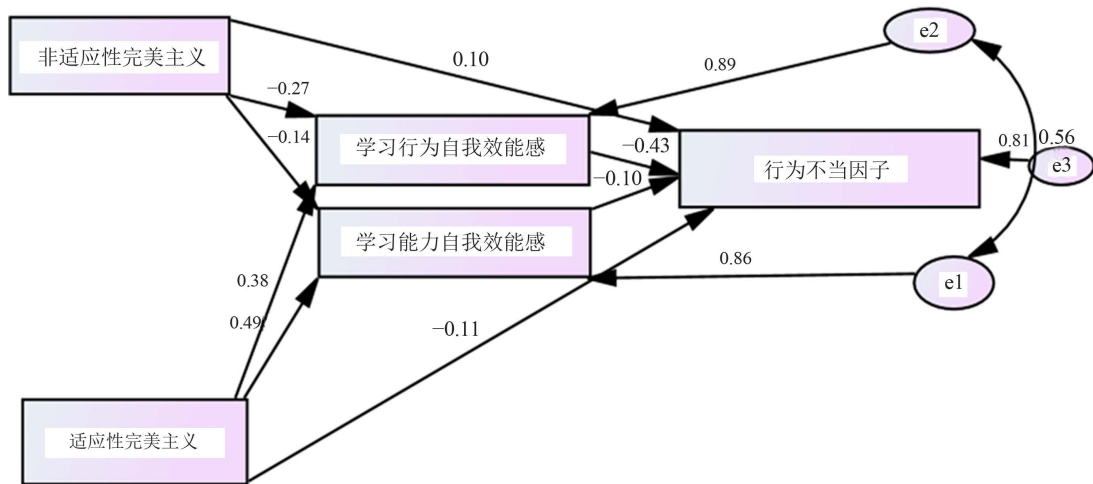 e2
非适应性完美主义
0.10
0.89
−0.27
−0.14
学习行为自我效能感
−0.43
0.81
0.56
行为不当因子
e3
−0.10
学习能力自我效能感
0.38
0.86
e1
0.49
−0.11
适应性完美主义